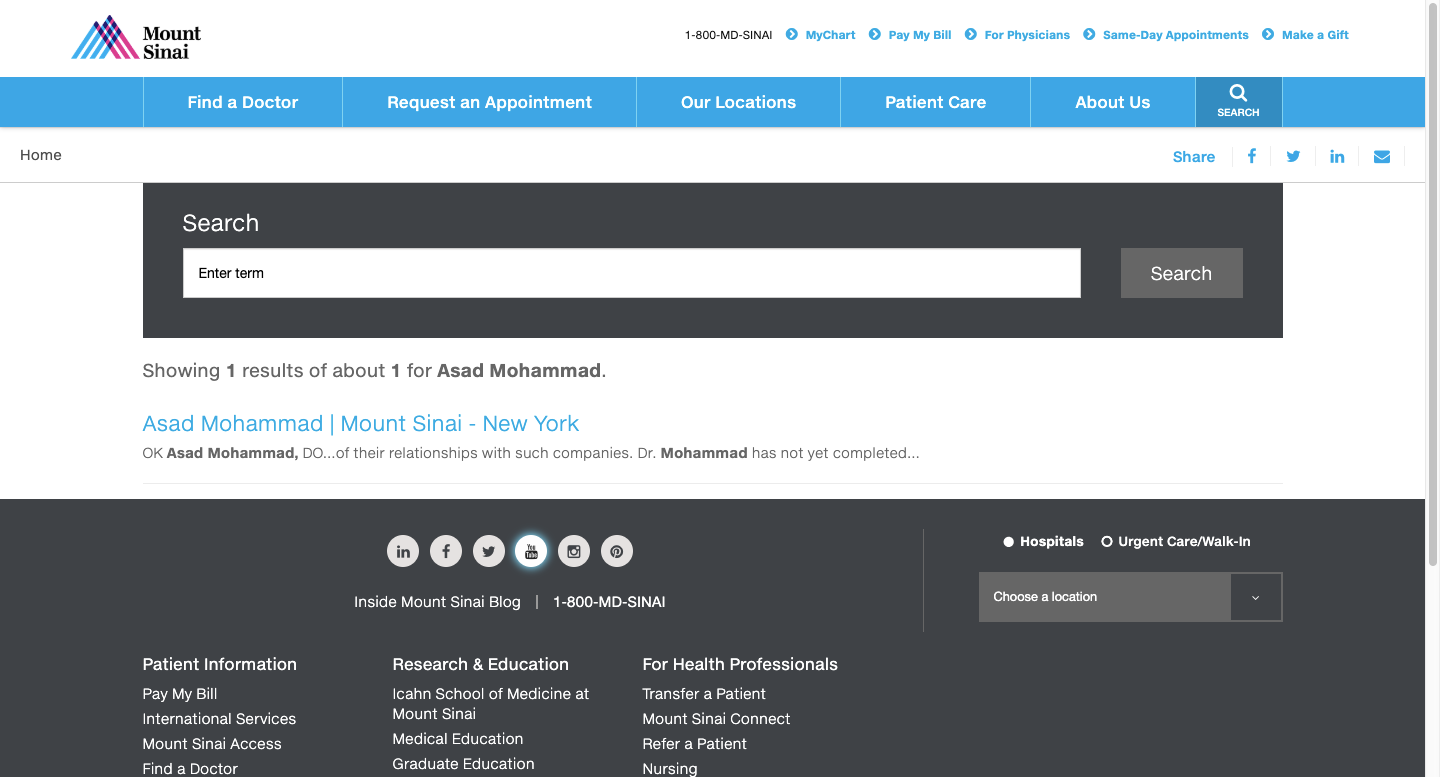 Mount
Sinai
1-800-MD-SINAI MyChart Pay My Bill For Physicians Same-Day Appointments Make a Gift
Find a Doctor Request an Appointment Our Locations Patient Care About Us SEARCH
Home
Share
Search
Enter term
Search
Showing 1 results of about 1 for Asad Mohammad.
Asad Mohammad | Mount Sinai - New York
OK Asad Mohammad, DO...of their relationships with such companies. Dr. Mohammad has not yet completed...
You
Tube
Inside Mount Sinai Blog | 1-800-MD-SINAI
Hospitals Urgent Care/Walk-In
Choose a location
Patient Information
Pay My Bill
International Services
Mount Sinai Access
Find a Doctor
Research & Education
Icahn School of Medicine at
Mount Sinai
Medical Education
Graduate Education
For Health Professionals
Transfer a Patient
Mount Sinai Connect
Refer a Patient
Nursing